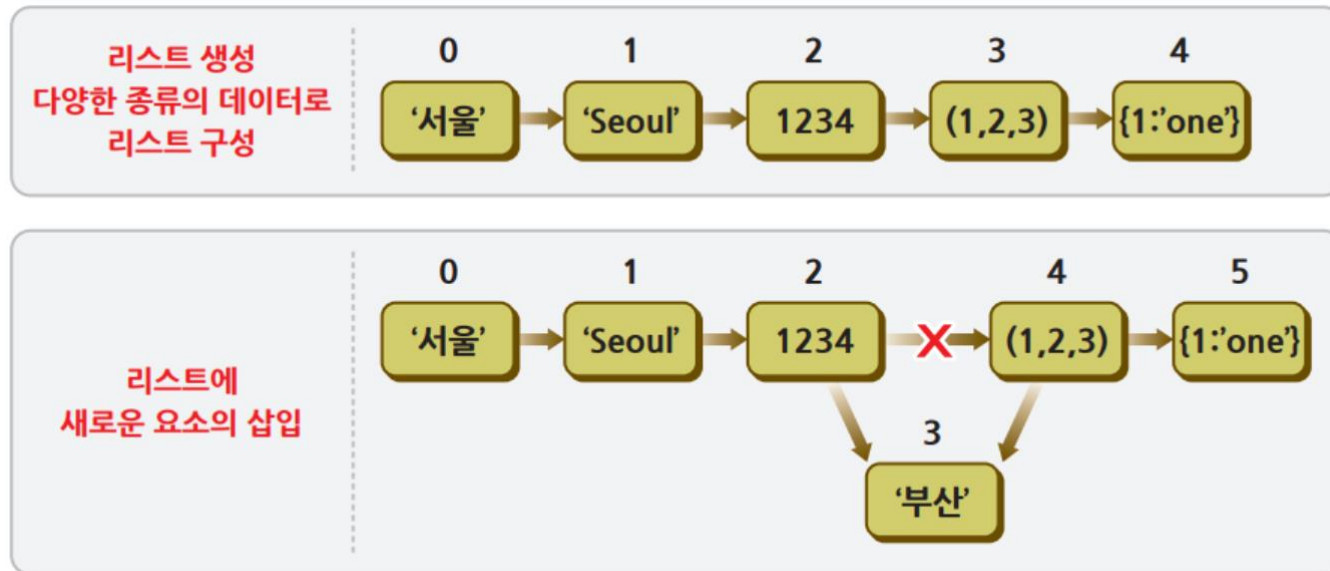 리스트 생성
다양한 종류의 데이터로
리스트 구성
0 1 2 3 4
‘서울’ ‘Seoul’ 1234 (1,2,3) {1:’one’}
리스트에
새로운 요소의 삽입
0 1 2 4 5
‘서울’ ‘Seoul’ 1234 X (1,2,3) {1:’one’}
3
‘부산’